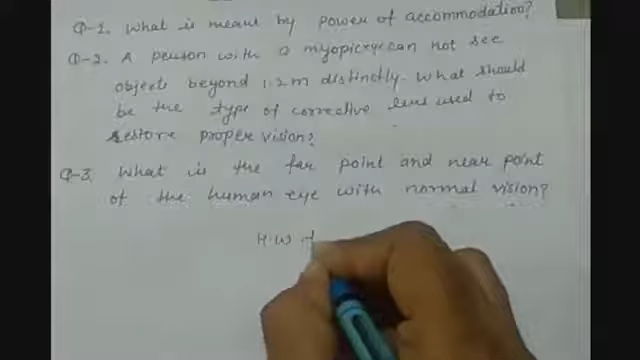 Q-1. What is meant by power of accommodation?
Q-2. A person with a myopic eye can not see
objects beyond 1.2m distinctly. What should
be the type of corrective lens used to
restore proper vision?
Q-3. What is the far point and near point
of the human eye with normal vision?
H.W